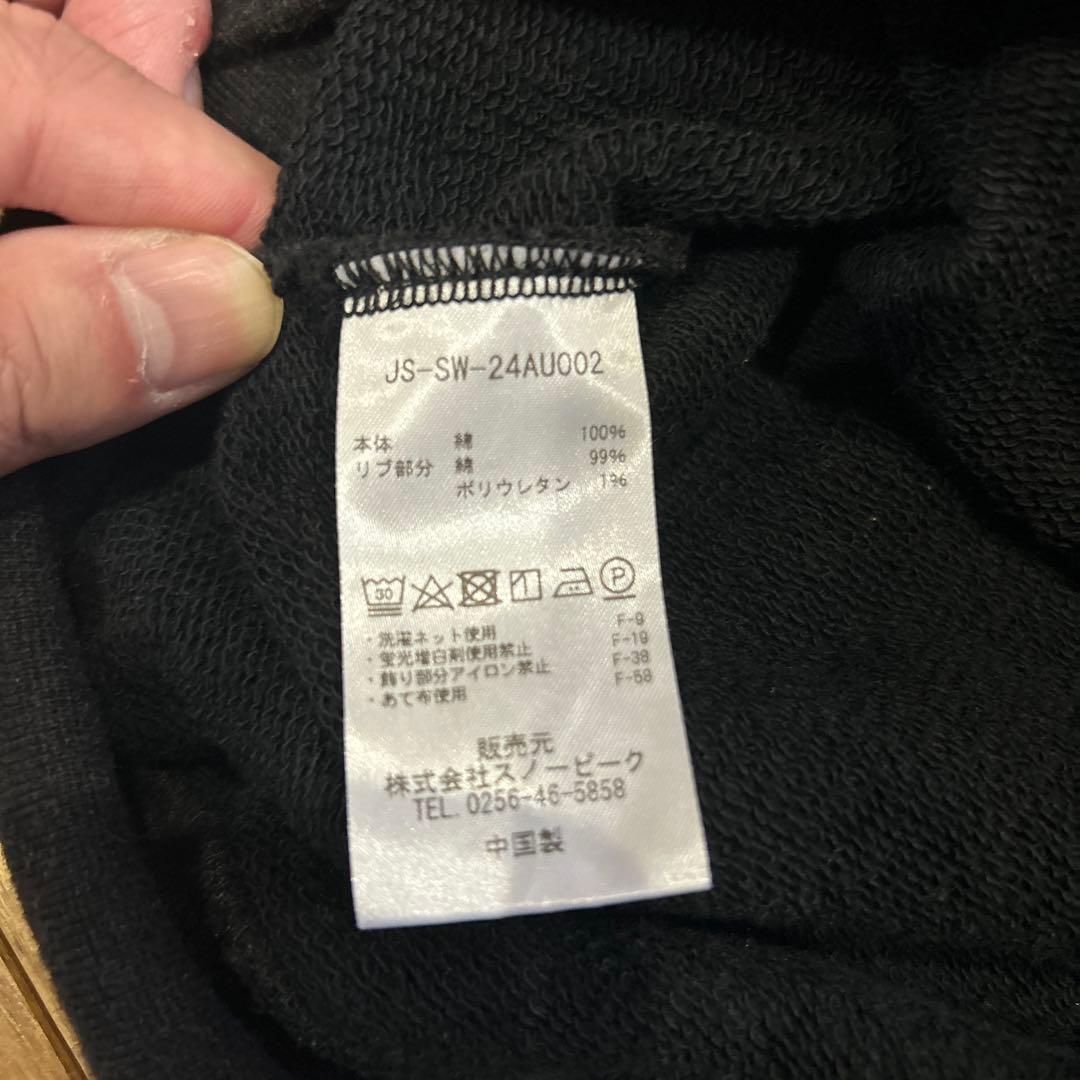 JS-SW-24AU002
本体 綿 100%
リブ部分 綿 99%
ポリウレタン 1%
30 P
・洗濯ネット使用 F-9
・蛍光増白剤使用禁止 F-19
・飾り部分アイロン禁止 F-38
・あて布使用 F-58
販売元
株式会社スノーピーク
TEL.0256-46-5858
中国製